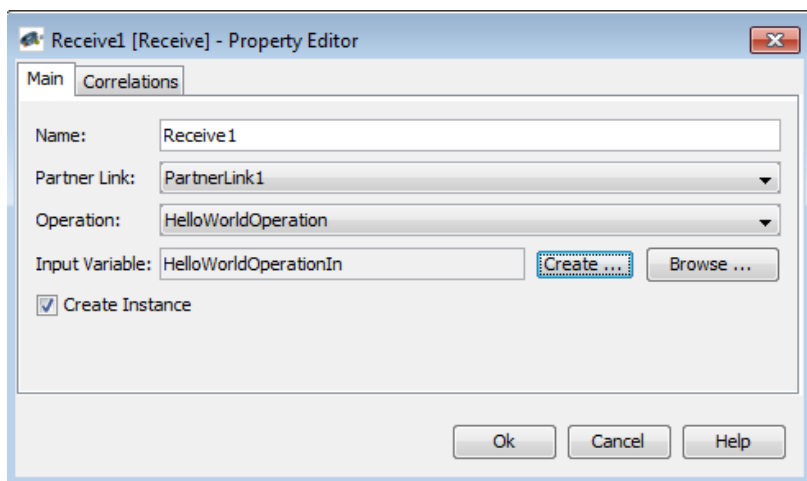 Receive1 [Receive] - Property Editor
Main Correlations
Name: Receive1
Partner Link: PartnerLink1
Operation: HelloWorldOperation
Input Variable: HelloWorldOperationIn Create ... Browse ...
Create Instance
Ok Cancel Help